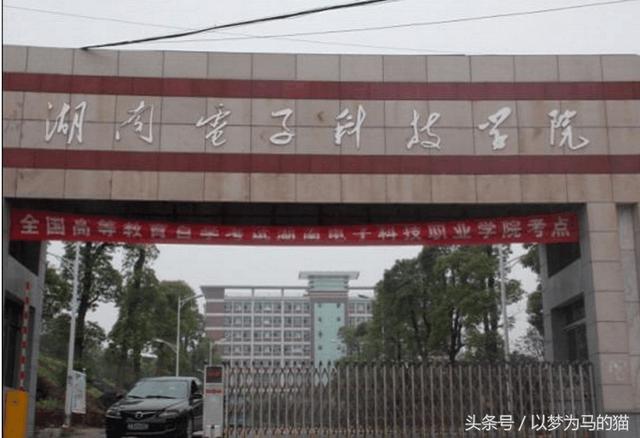 湖南電子科技学院
全国高等教育自学考试湖南电子科技职业学院考点
头条号／以梦为马的猫